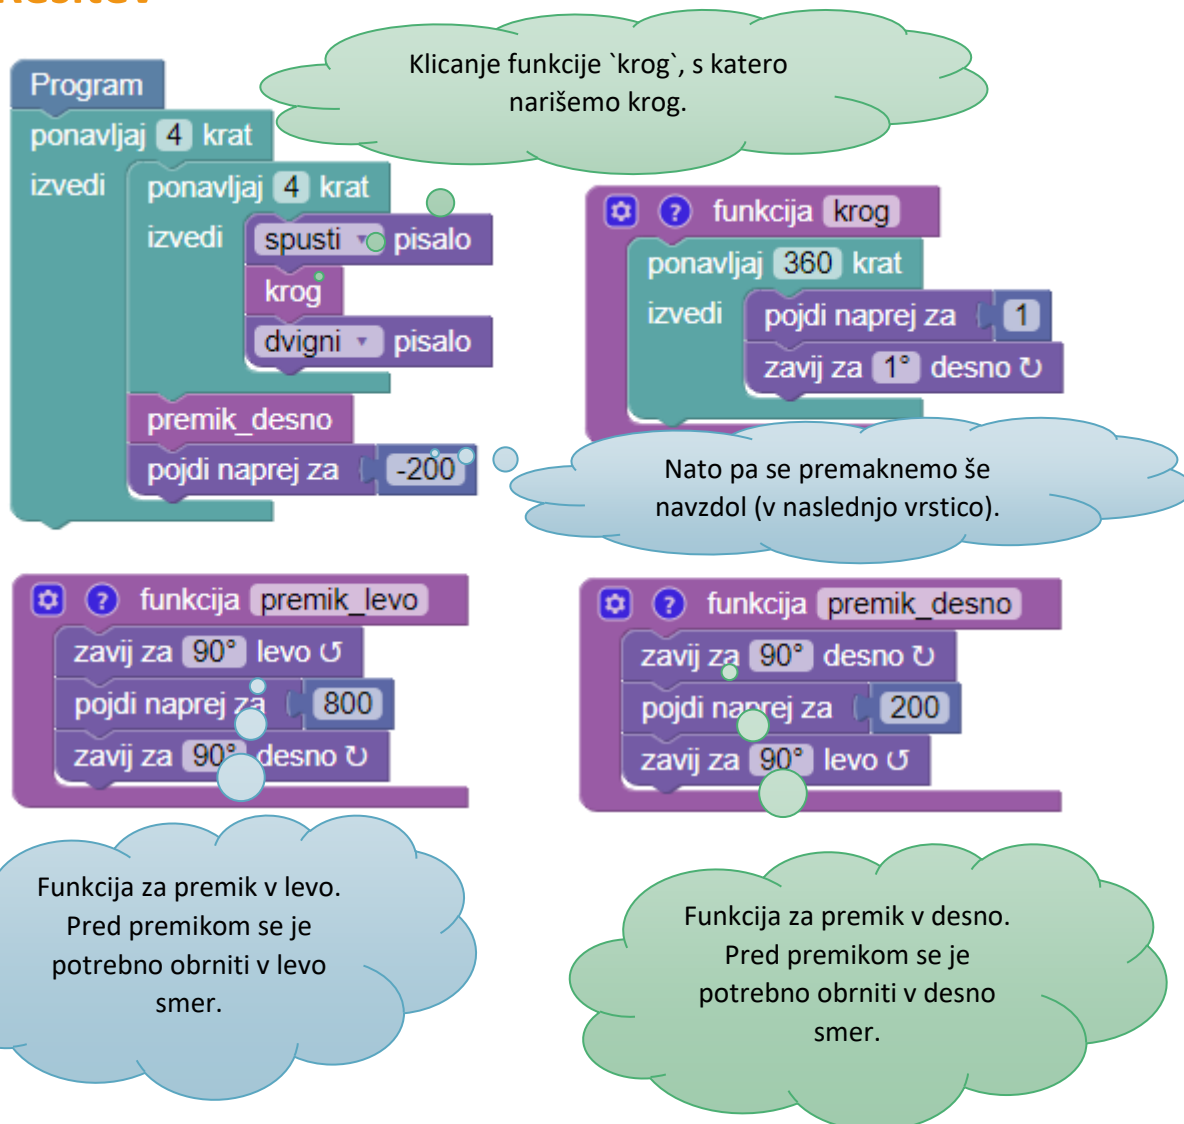 Rešitev
Klicanje funkcije `krog`, s katero
narišemo krog.
Program
ponavljaj 4 krat
izvedi
ponavljaj 4 krat
izvedi
spusti pisalo
krog
dvigni pisalo
premik_desno
pojdi naprej za -200
? funkcija krog
ponavljaj 360 krat
izvedi
pojdi naprej za 1
zavij za 1° desno ↻
Nato pa se premaknemo še
navzdol (v naslednjo vrstico).
? funkcija premik_levo
zavij za 90° levo ↺
pojdi naprej za 800
zavij za 90° desno ↻
? funkcija premik_desno
zavij za 90° desno ↻
pojdi naprej za 200
zavij za 90° levo ↺
Funkcija za premik v levo.
Pred premikom se je
potrebno obrniti v levo
smer.
Funkcija za premik v desno.
Pred premikom se je
potrebno obrniti v desno
smer.